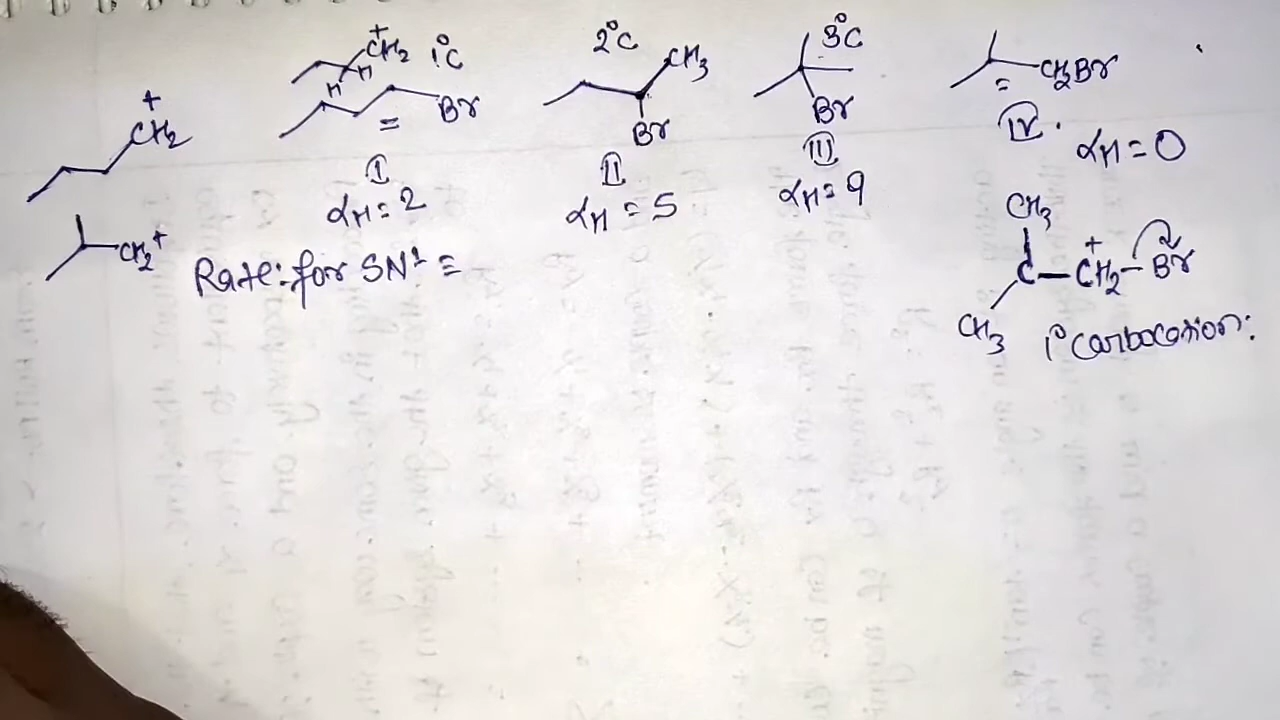 +
CH₂ 1°C
H
H
Br
=
I
αH = 2
2°C
CH₃
Br
II
αH = 5
3°C
Br
III
αH = 9
CH₂Br
=
IV.
αH = 0
+
CH₂
CH₂⁺
Rate: for SN¹ =
CH₃
+
C—CH₂—Br
CH₃
1° Carbocation: